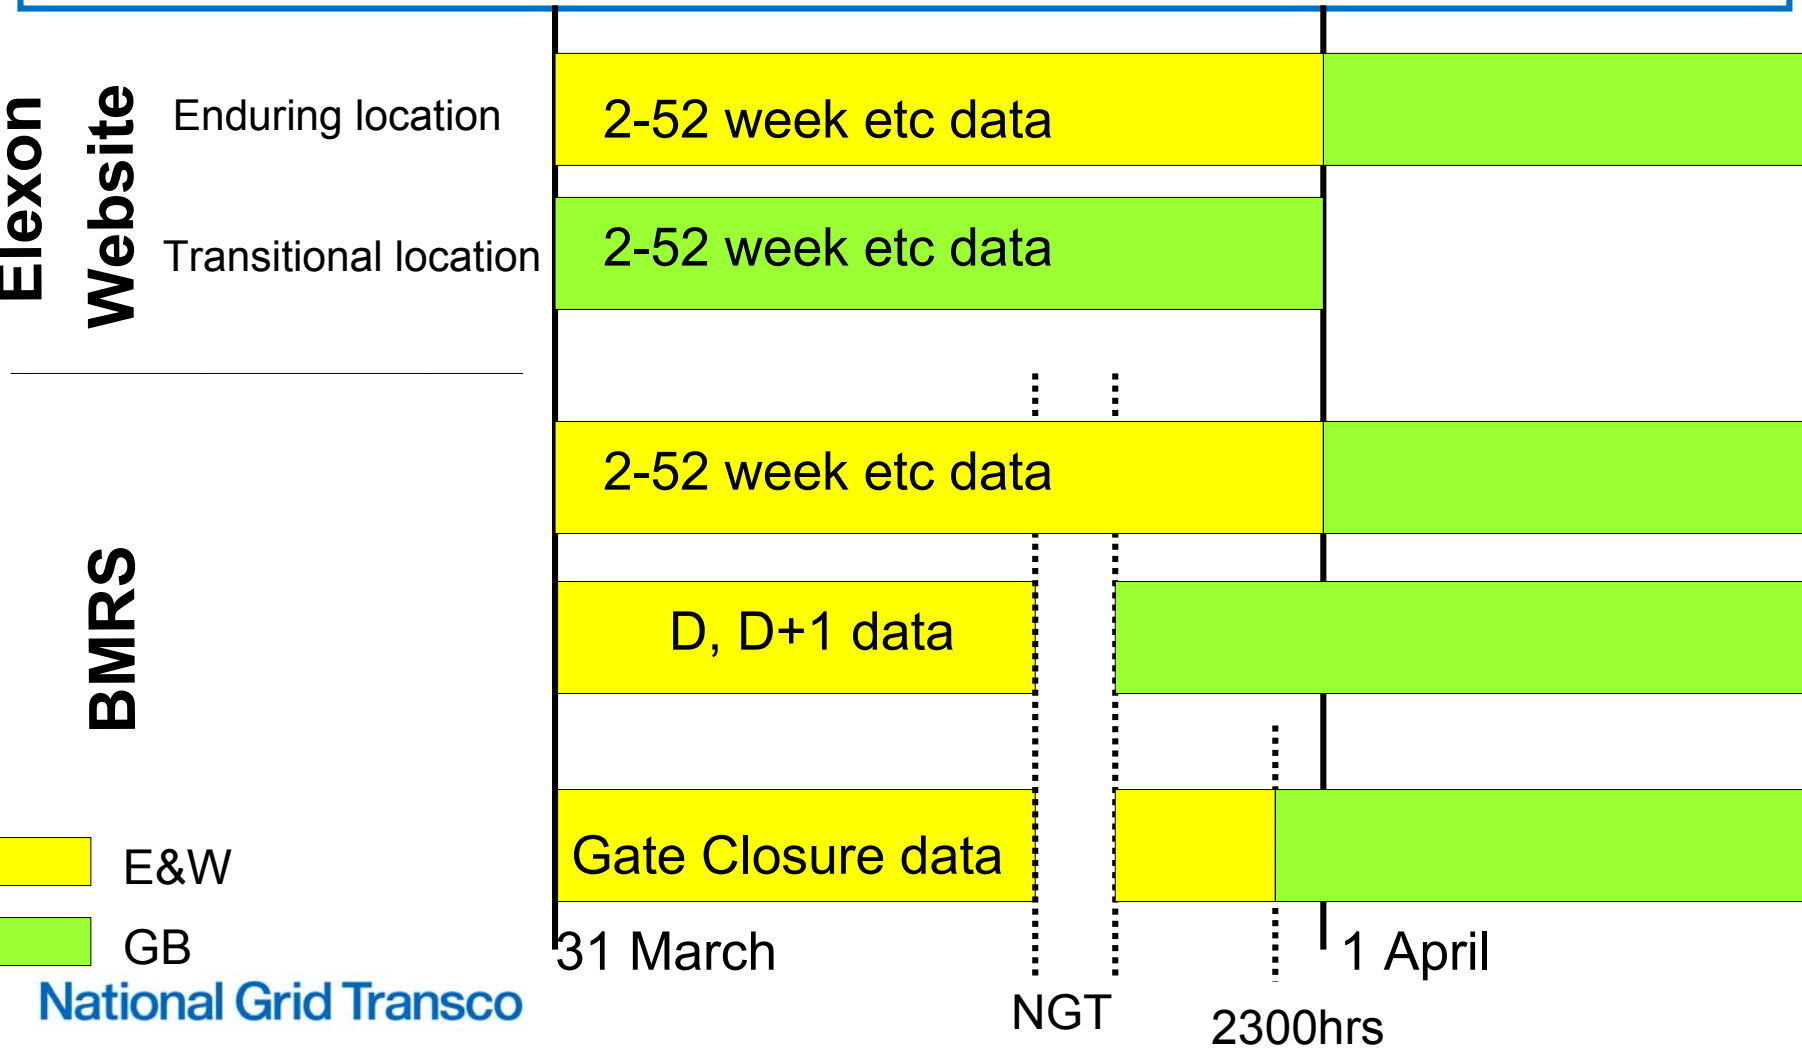 Elexon
Website
Enduring location
2-52 week etc data
Transitional location
2-52 week etc data
BMRS
2-52 week etc data
D, D+1 data
Gate Closure data
E&W
GB
31 March
1 April
NGT
2300hrs
National Grid Transco